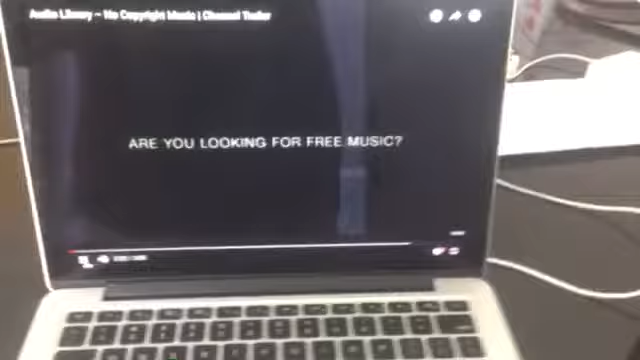 Audio Library – No Copyright Music | Channel Trailer
ARE YOU LOOKING FOR FREE MUSIC?